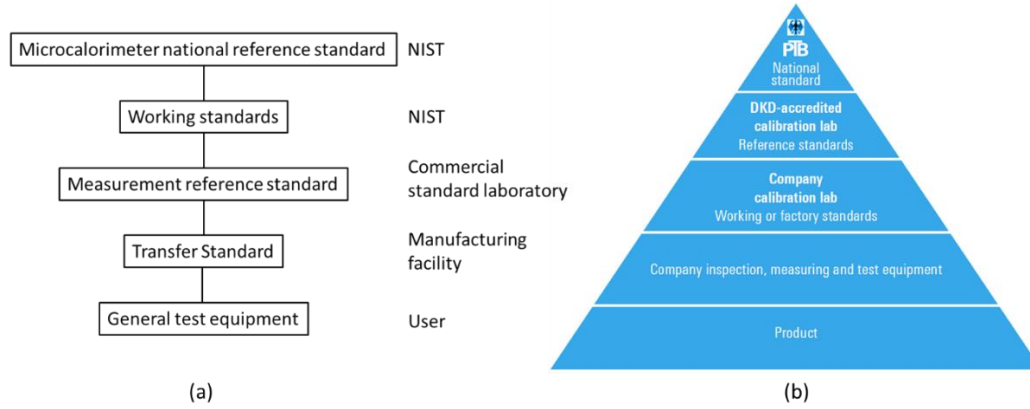 Microcalorimeter national reference standard
NIST
Working standards
NIST
Measurement reference standard
Commercial
standard laboratory
Transfer Standard
Manufacturing
facility
General test equipment
User
(a)
PTB
National
standard
DKD-accredited
calibration lab
Reference standards
Company
calibration lab
Working or factory standards
Company inspection, measuring and test equipment
Product
(b)